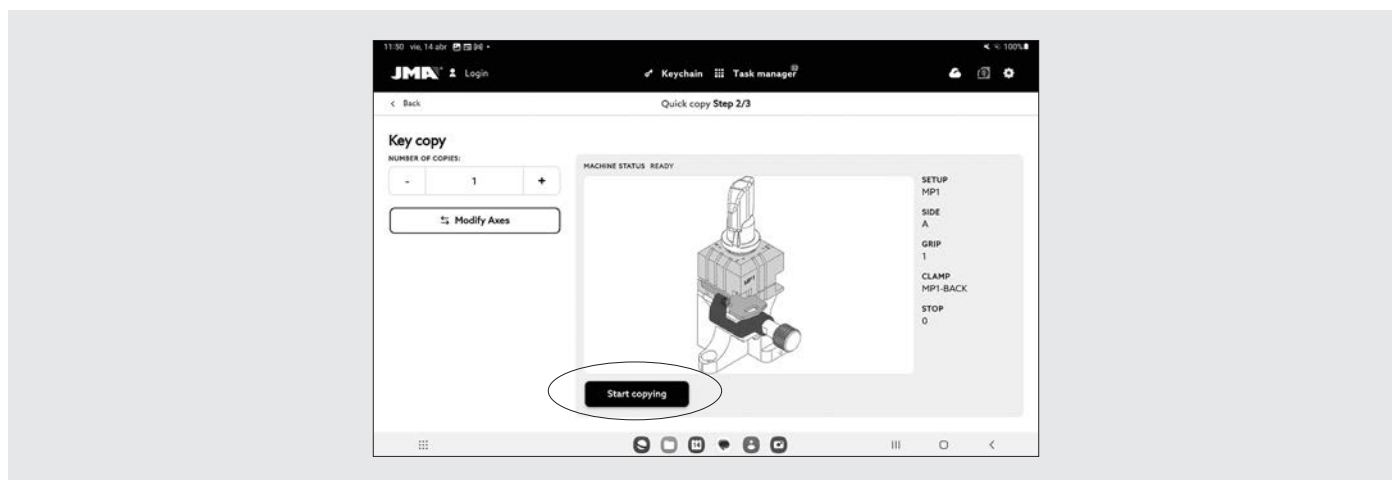 11:50 vie, 14 abr
100%
JMA Login
Keychain
Task manager
Back
Quick copy Step 2/3
Key copy
NUMBER OF COPIES:
- 1 +
Modify Axes
MACHINE STATUS READY
MP1
Start copying
SETUP
MP1
SIDE
A
GRIP
1
CLAMP
MP1-BACK
STOP
0
14